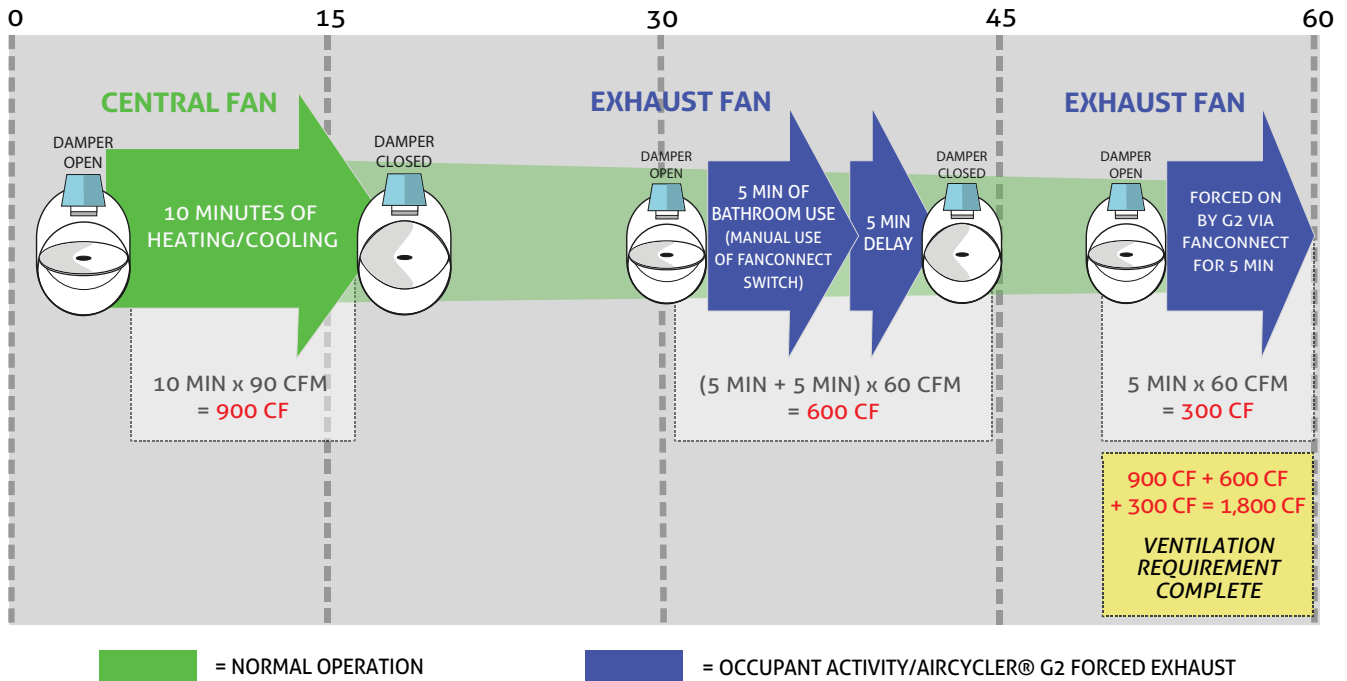 0 15 30 45 60
CENTRAL FAN
DAMPER
OPEN
10 MINUTES OF
HEATING/COOLING
DAMPER
CLOSED
10 MIN x 90 CFM
= 900 CF
EXHAUST FAN
DAMPER
OPEN
5 MIN OF
BATHROOM USE
(MANUAL USE
OF FANCONNECT
SWITCH)
5 MIN
DELAY
DAMPER
CLOSED
(5 MIN + 5 MIN) x 60 CFM
= 600 CF
EXHAUST FAN
DAMPER
OPEN
FORCED ON
BY G2 VIA
FANCONNECT
FOR 5 MIN
5 MIN x 60 CFM
= 300 CF
900 CF + 600 CF
+ 300 CF = 1,800 CF
VENTILATION
REQUIREMENT
COMPLETE
= NORMAL OPERATION
= OCCUPANT ACTIVITY/AIRCYCLER® G2 FORCED EXHAUST